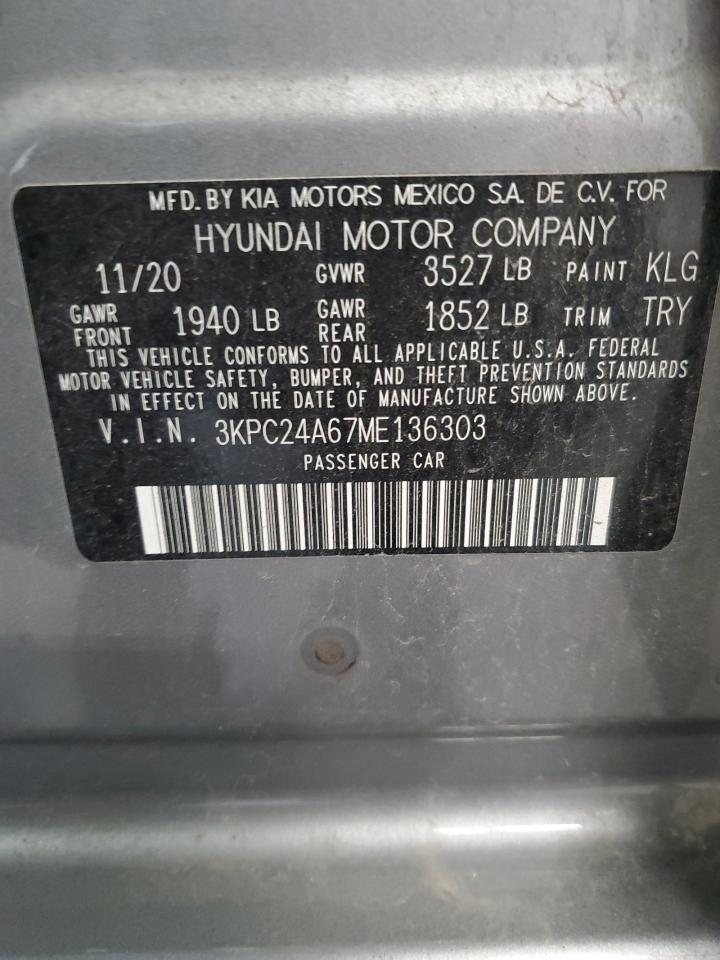 MFD. BY KIA MOTORS MEXICO S.A. DE C.V. FOR
HYUNDAI MOTOR COMPANY
11/20 GVWR 3527 LB PAINT KLG
GAWR FRONT 1940 LB GAWR REAR 1852 LB TRIM TRY
THIS VEHICLE CONFORMS TO ALL APPLICABLE U.S.A. FEDERAL
MOTOR VEHICLE SAFETY, BUMPER, AND THEFT PREVENTION STANDARDS
IN EFFECT ON THE DATE OF MANUFACTURE SHOWN ABOVE.
V.I.N. 3KPC24A67ME136303
PASSENGER CAR